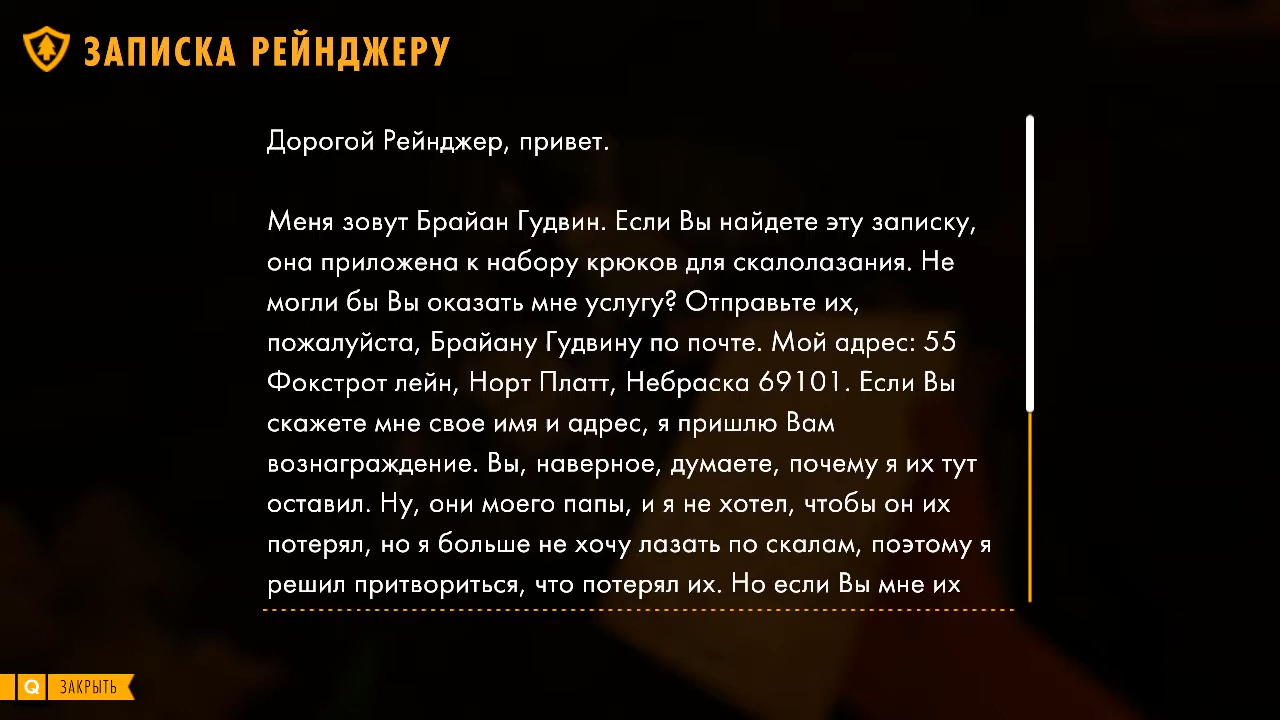 ЗАПИСКА РЕЙНДЖЕРУ
Дорогой Рейнджер, привет.
Меня зовут Брайан Гудвин. Если Вы найдете эту записку,
она приложена к набору крюков для скалолазания. Не
могли бы Вы оказать мне услугу? Отправьте их,
пожалуйста, Брайану Гудвину по почте. Мой адрес: 55
Фокстрот лейн, Норт Платт, Небраска 69101. Если Вы
скажете мне свое имя и адрес, я пришлю Вам
вознаграждение. Вы, наверное, думаете, почему я их тут
оставил. Ну, они моего папы, и я не хотел, чтобы он их
потерял, но я больше не хочу лазать по скалам, поэтому я
решил притвориться, что потерял их. Но если Вы мне их
Q ЗАКРЫТЬ